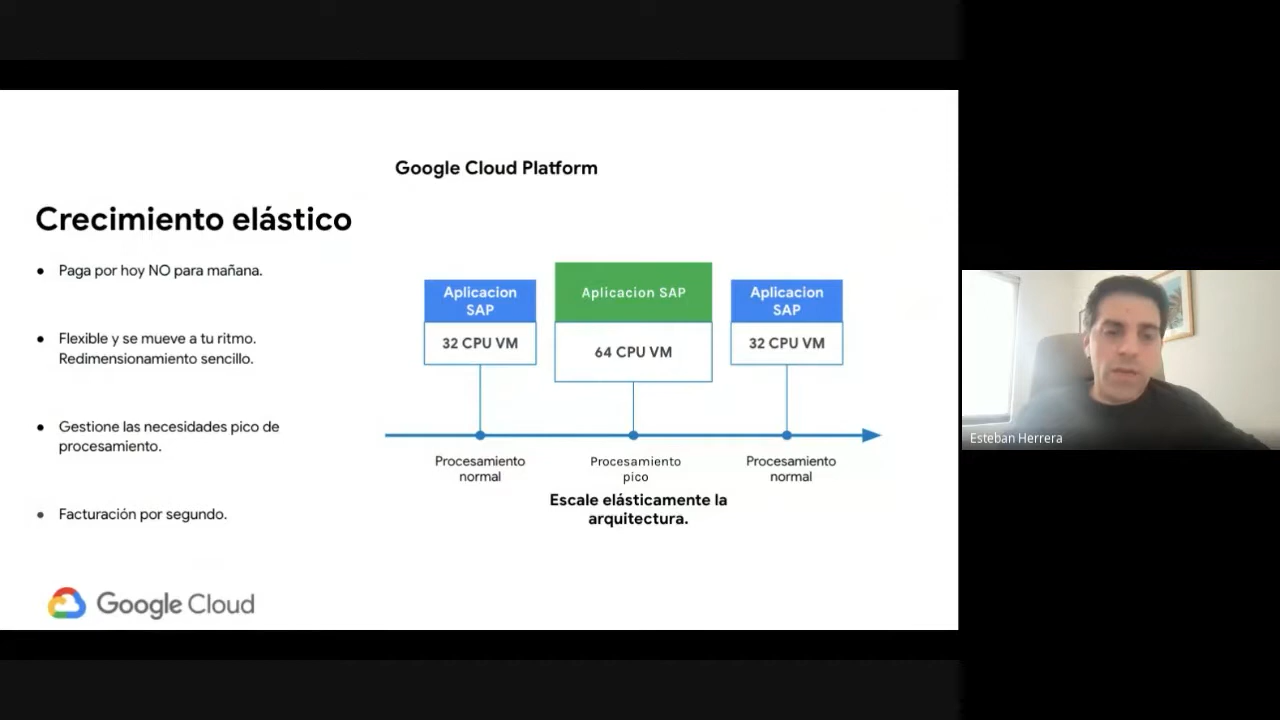 Google Cloud Platform
Crecimiento elástico
● Paga por hoy NO para mañana.
● Flexible y se mueve a tu ritmo.
Redimensionamiento sencillo.
● Gestione las necesidades pico de
procesamiento.
● Facturación por segundo.
Aplicacion
SAP
32 CPU VM
Aplicacion SAP
64 CPU VM
Aplicacion
SAP
32 CPU VM
Procesamiento
normal
Procesamiento
pico
Procesamiento
normal
Escale elásticamente la
arquitectura.
Google Cloud
Esteban Herrera